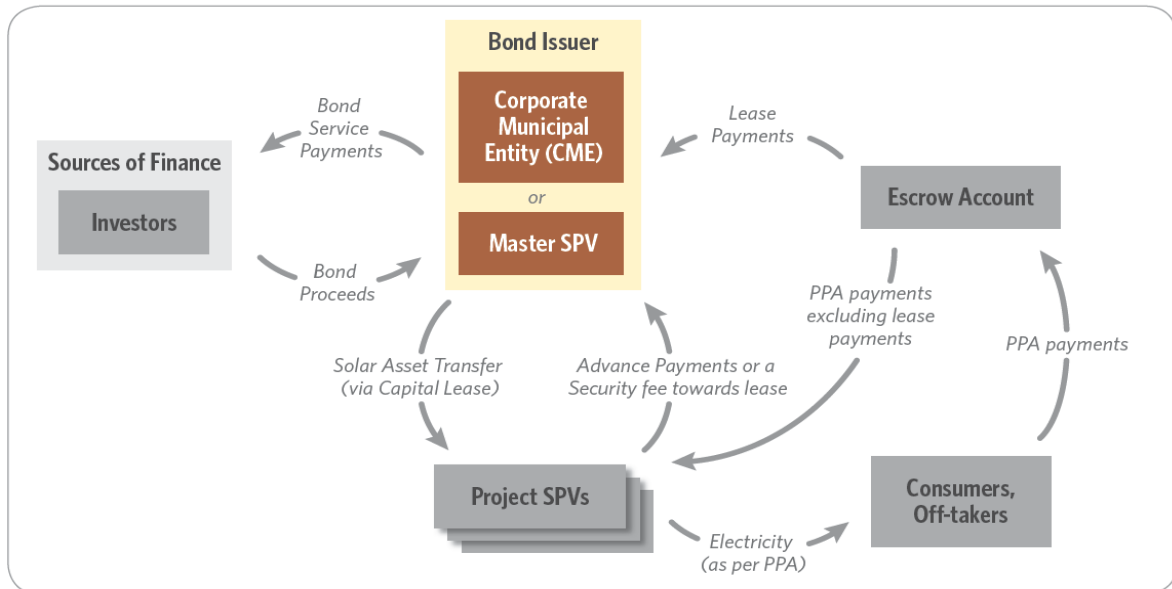 Bond Issuer
Corporate
Municipal
Entity (CME)
or
Master SPV
Bond
Service
Payments
Sources of Finance
Investors
Bond
Proceeds
Lease
Payments
Escrow Account
PPA payments
excluding lease
payments
PPA payments
Solar Asset Transfer
(via Capital Lease)
Advance Payments or a
Security fee towards lease
Project SPVs
Consumers,
Off-takers
Electricity
(as per PPA)